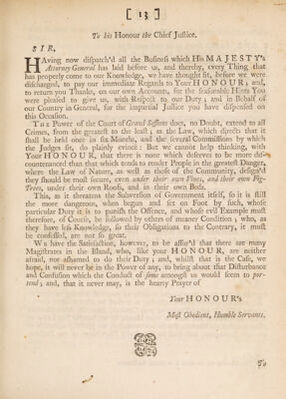 [ 13 ]
To his Honour the Chief Justice.
SIR,
HAving now dispatch'd all the Business which His MAJESTY's
Attorney General has laid before us, and thereby, every Thing that
has properly come to our Knowledge, we have thought fit, before we were
discharged, to pay our immediate Regards to Your HONOUR; and,
to return you Thanks, on our own Accounts, for the seasonable Hints You
were pleased to give us, with Respect to our Duty; and in Behalf of
our Country in General, for the impartial Justice you have dispensed on
this Occasion.
THE Power of the Court of Grand Sessions does, no Doubt, extend to all
Crimes, from the greatest to the least; as the Law, which directs that it
shall be held once in six Months, and the several Commissions by which
the Judges sit, do plainly evince: But we cannot help thinking, with
Your HONOUR, that there is none which deserves to be more dis-
countenanced than that which tends to render People in the greatest Danger,
where the Law of Nature, as well as those of the Community, design'd
they should be most secure, even under their own Vines, and their own Fig-
Trees, under their own Roofs, and in their own Beds.
This, as it threatens the Subversion of Government itself, so it is still
the more dangerous, when begun and set on Foot by such, whose
particular Duty it is to punish the Offence, and whose evil Example must
therefore, of Course, be followed by others of meaner Condition; who, as
they have less Knowledge, so their Obligations to the Contrary, it must
be confessed, are not so great.
WE have the Satisfaction, however, to be assur'd that there are many
Magistrates in the Island, who, like your HONOUR, are neither
afraid, nor ashamed to do their Duty; and, whilst that is the Case, we
hope, it will never be in the Power of any, to bring about that Disturbance
and Confusion which the Conduct of some amongst us would seem to por-
tend; and, that it never may, is the hearty Prayer of
Your HONOUR's
Most Obedient, Humble Servants.
To